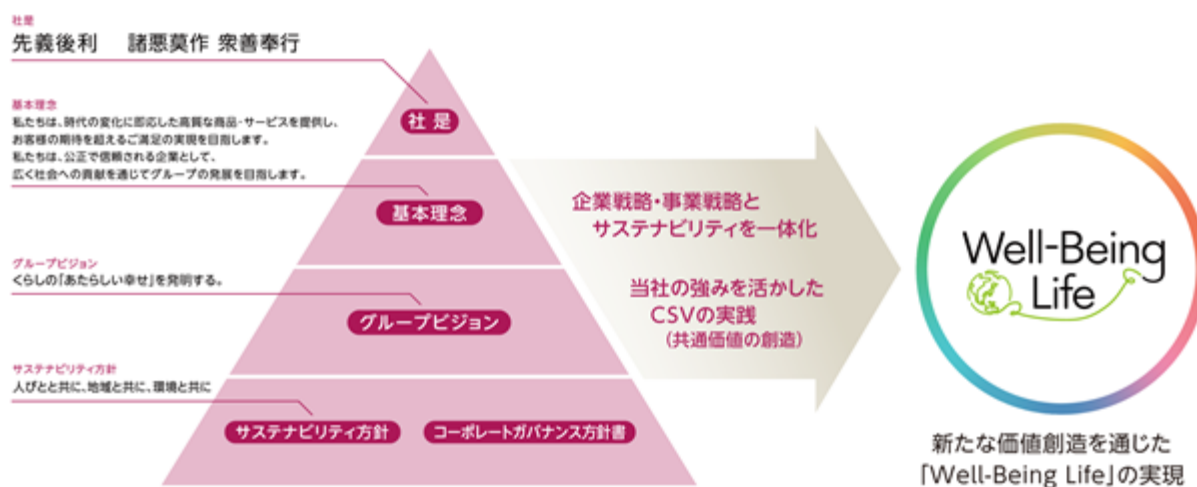 社是
先義後利 諸悪莫作 衆善奉行
基本理念
私たちは、時代の変化に即応した高質な商品・サービスを提供し、
お客様の期待を超えるご満足の実現を目指します。
私たちは、公正で信頼される企業として、
広く社会への貢献を通じてグループの発展を目指します。
グループビジョン
くらしの「あたらしい幸せ」を発明する。
サステナビリティ方針
人びとと共に、地域と共に、環境と共に
社是
基本理念
グループビジョン
サステナビリティ方針
コーポレートガバナンス方針書
企業戦略・事業戦略と
サステナビリティを一体化
当社の強みを活かした
CSVの実践
(共通価値の創造)
Well-Being
Life
新たな価値創造を通じた
「Well-Being Life」の実現